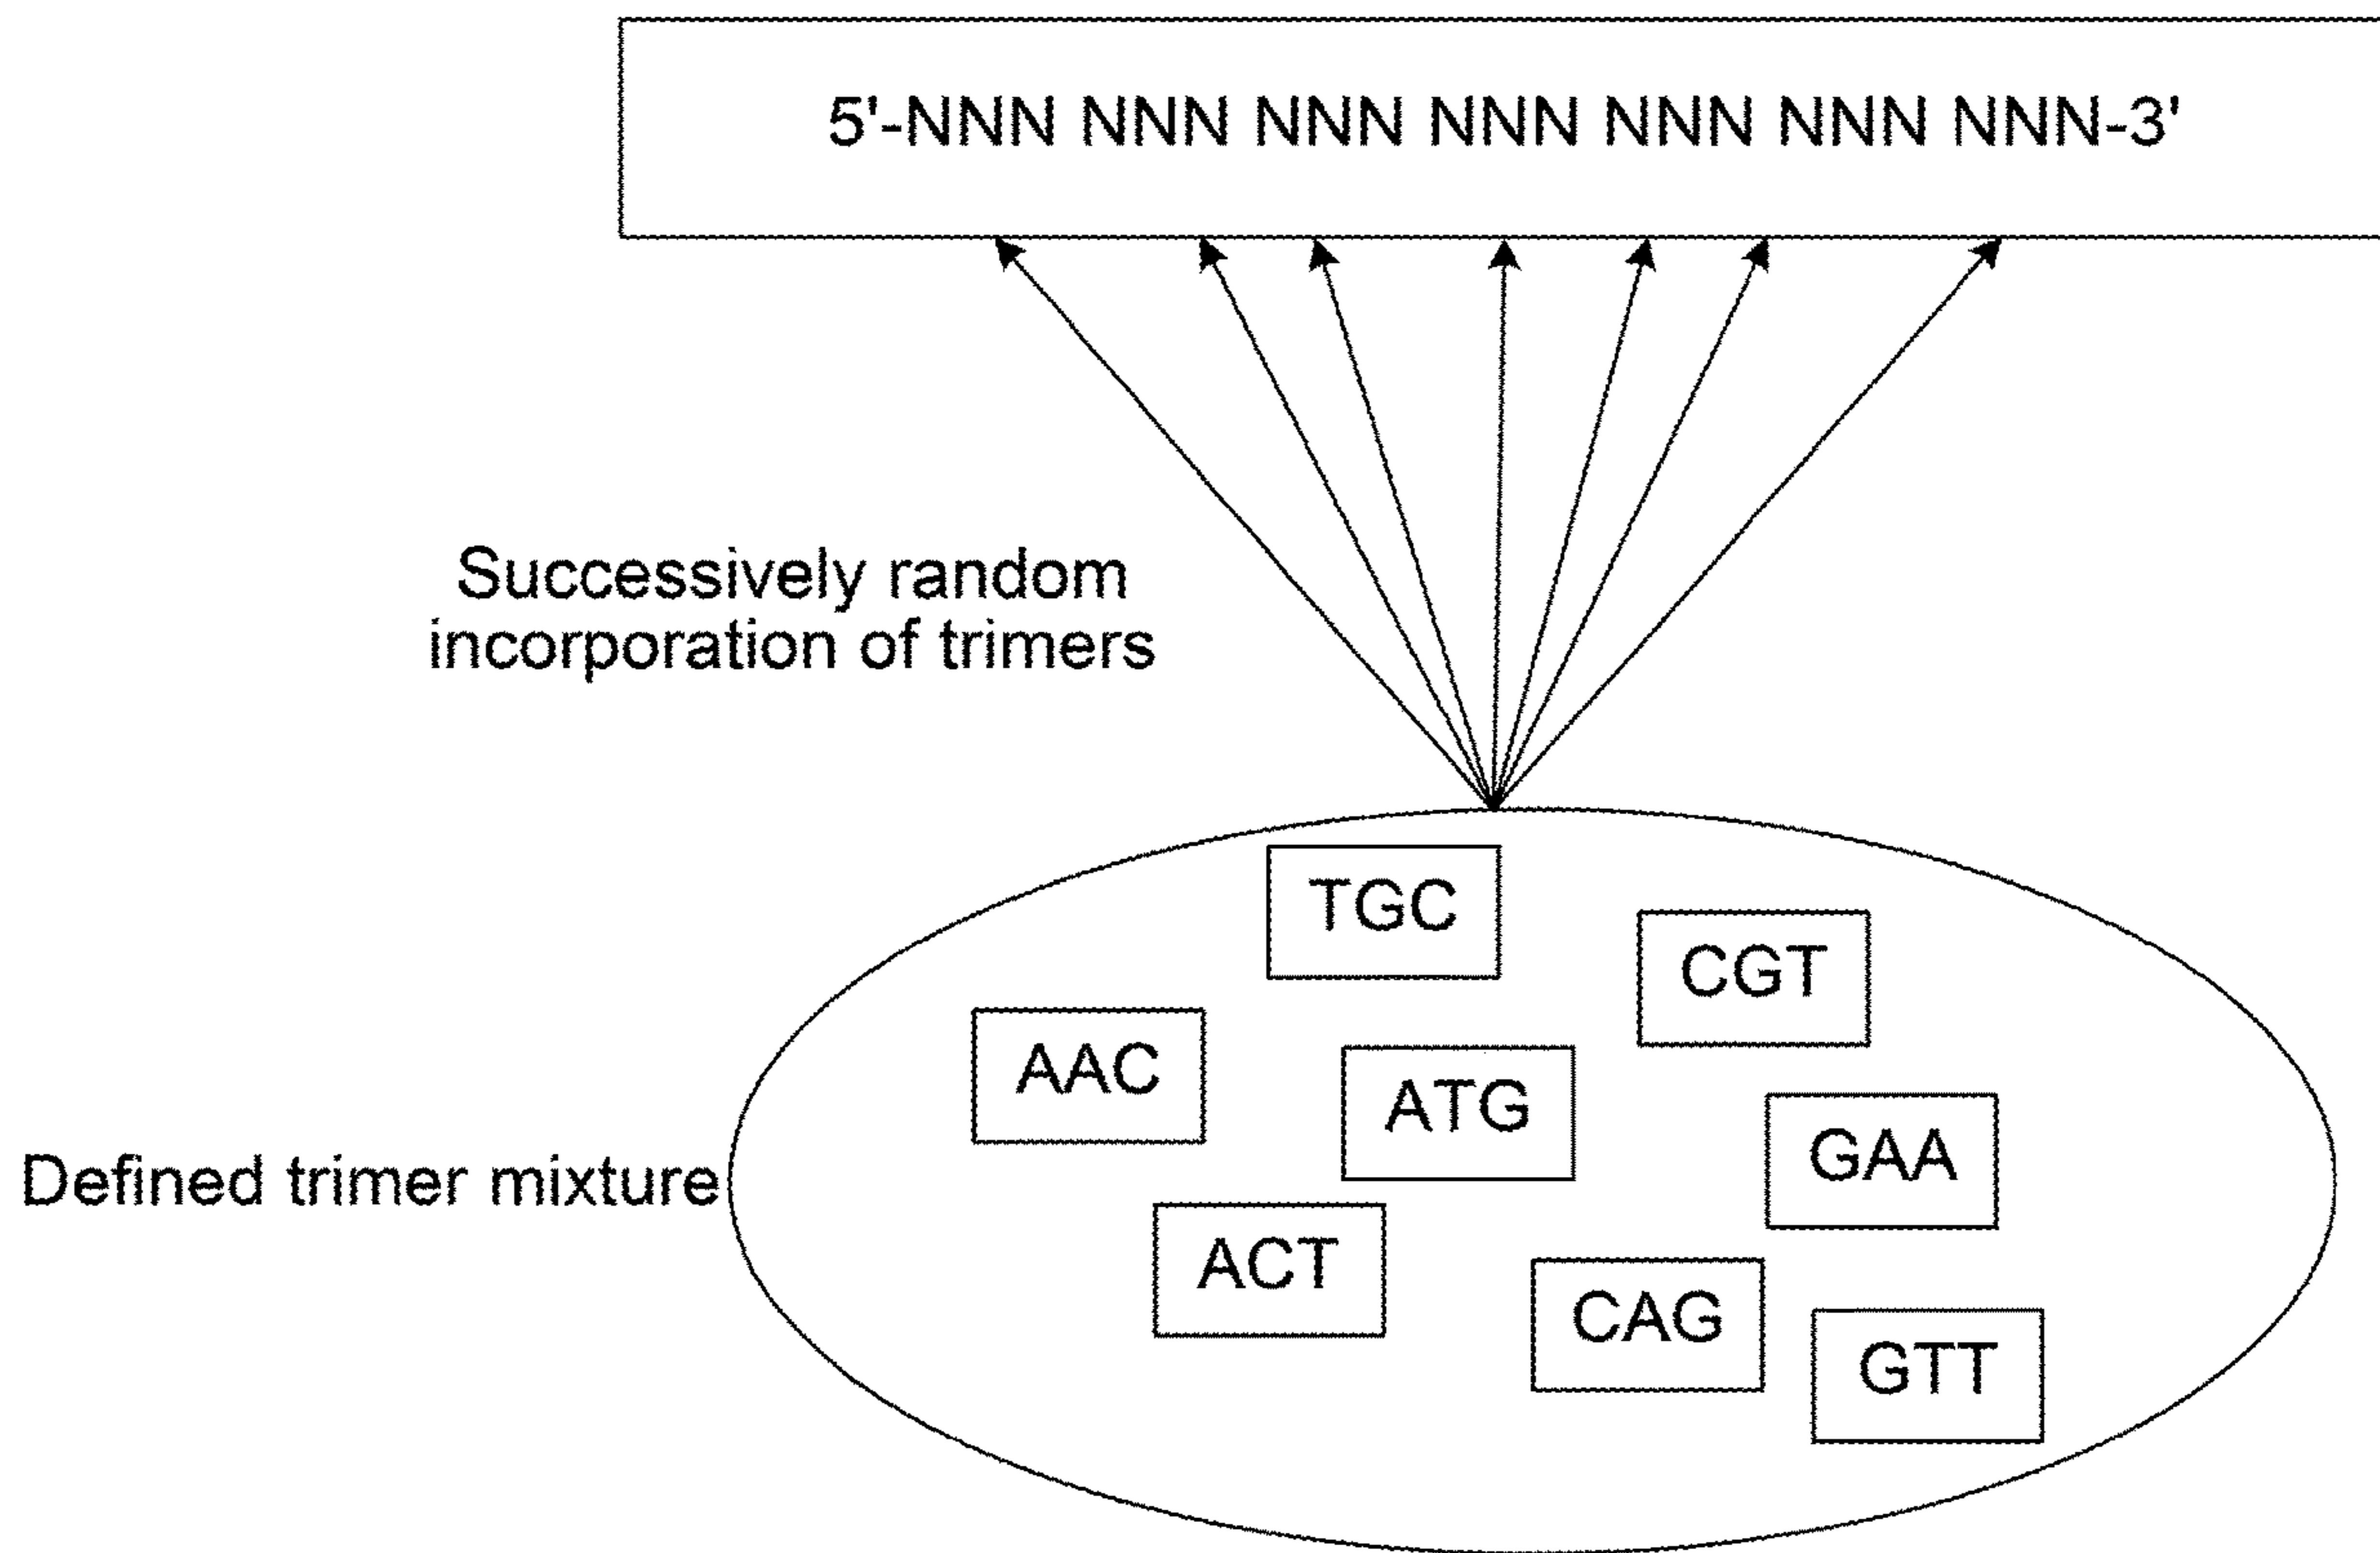 5'-NNN NNN NNN NNN NNN NNN NNN-3'
Successively random
incorporation of trimers
TGC
CGT
AAC
ATG
GAA
Defined trimer mixture
ACT
CAG
GTT